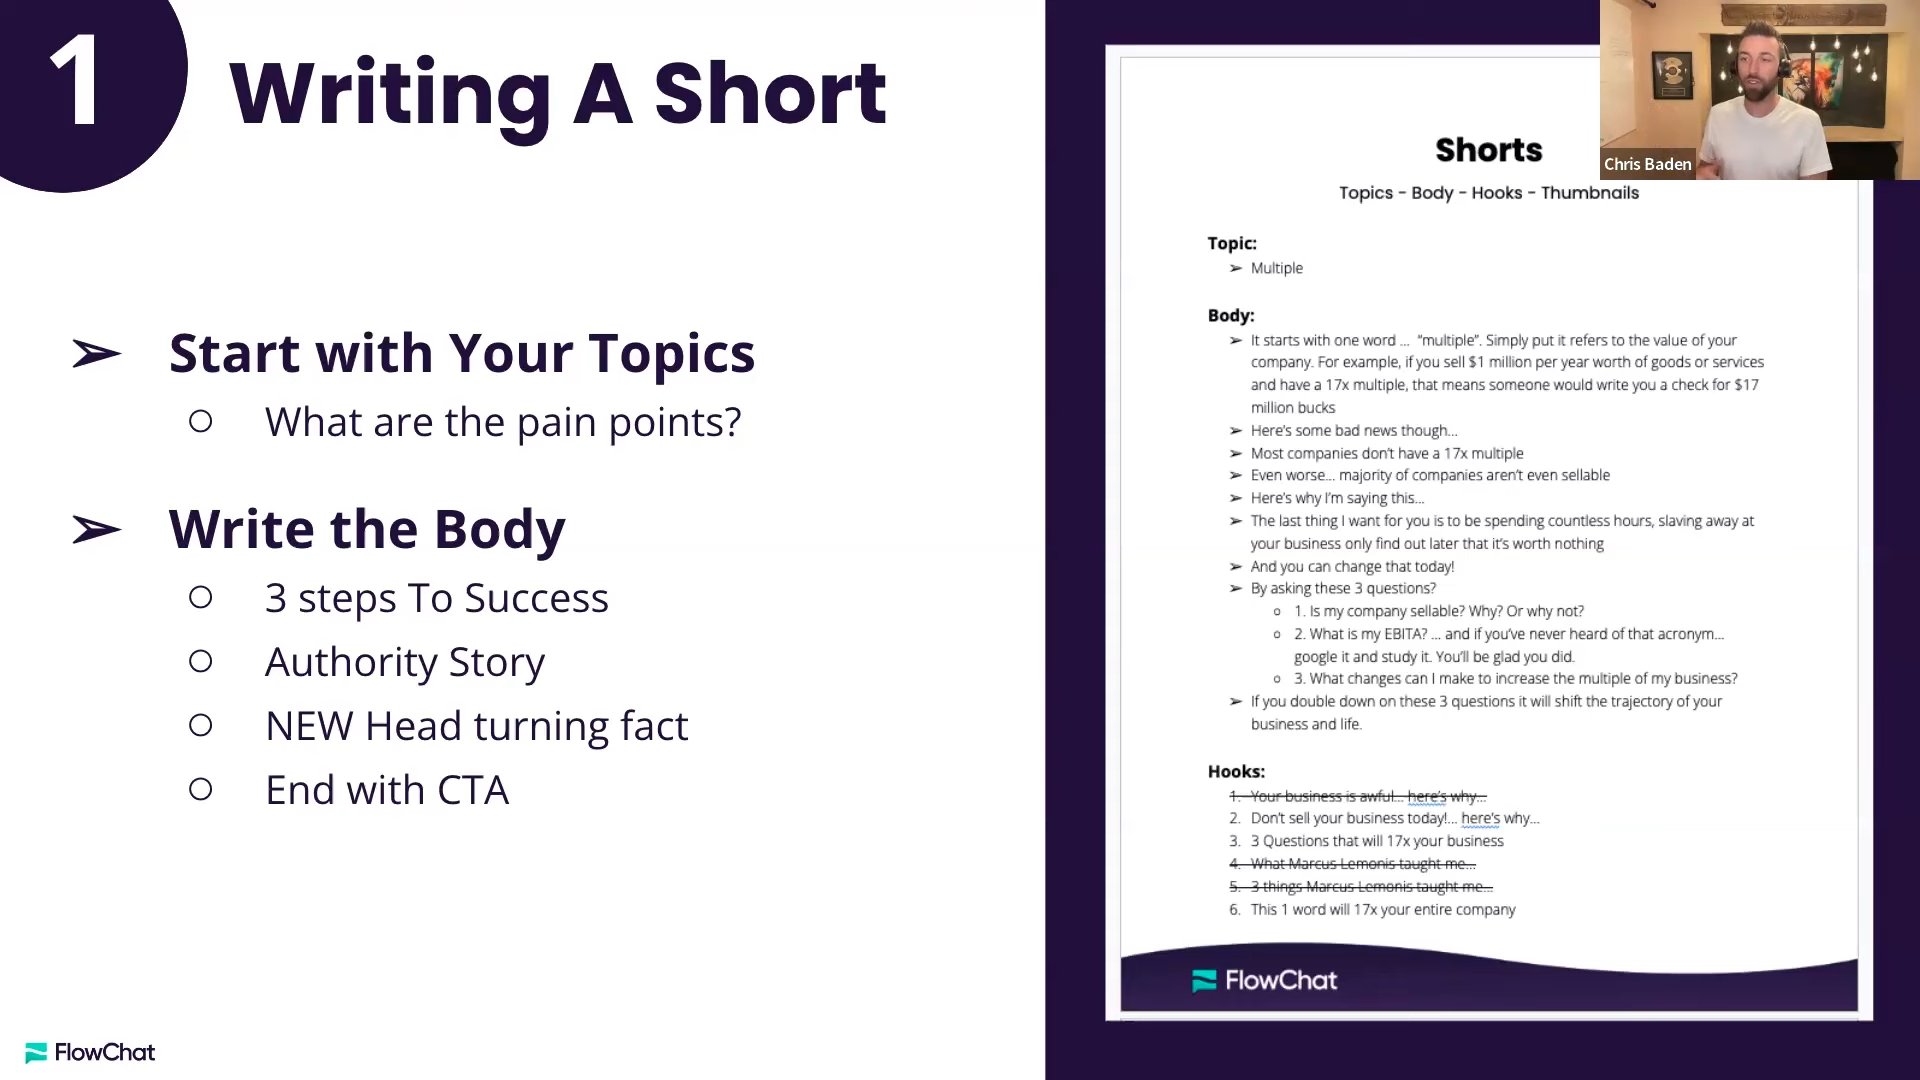 1
Writing A Short
➢ Start with Your Topics
○ What are the pain points?
➢ Write the Body
○ 3 steps To Success
○ Authority Story
○ NEW Head turning fact
○ End with CTA
FlowChat
Chris Baden
Shorts
Topics - Body - Hooks - Thumbnails
Topic:
➢ Multiple
Body:
➢ It starts with one word ... "multiple". Simply put it refers to the value of your
company. For example, if you sell $1 million per year worth of goods or services
and have a 17x multiple, that means someone would write you a check for $17
million bucks
➢ Here's some bad news though...
➢ Most companies don't have a 17x multiple
➢ Even worse... majority of companies aren't even sellable
➢ Here's why I'm saying this...
➢ The last thing I want for you is to be spending countless hours, slaving away at
your business only find out later that it's worth nothing
➢ And you can change that today!
➢ By asking these 3 questions?
○ 1. Is my company sellable? Why? Or why not?
○ 2. What is my EBITA? ... and if you've never heard of that acronym...
google it and study it. You'll be glad you did.
○ 3. What changes can I make to increase the multiple of my business?
➢ If you double down on these 3 questions it will shift the trajectory of your
business and life.
Hooks:
1. Your business is awful... here's why...
2. Don't sell your business today!... here's why...
3. 3 Questions that will 17x your business
4. What Marcus Lemonis taught me...
5. 3 things Marcus Lemonis taught me...
6. This 1 word will 17x your entire company
FlowChat